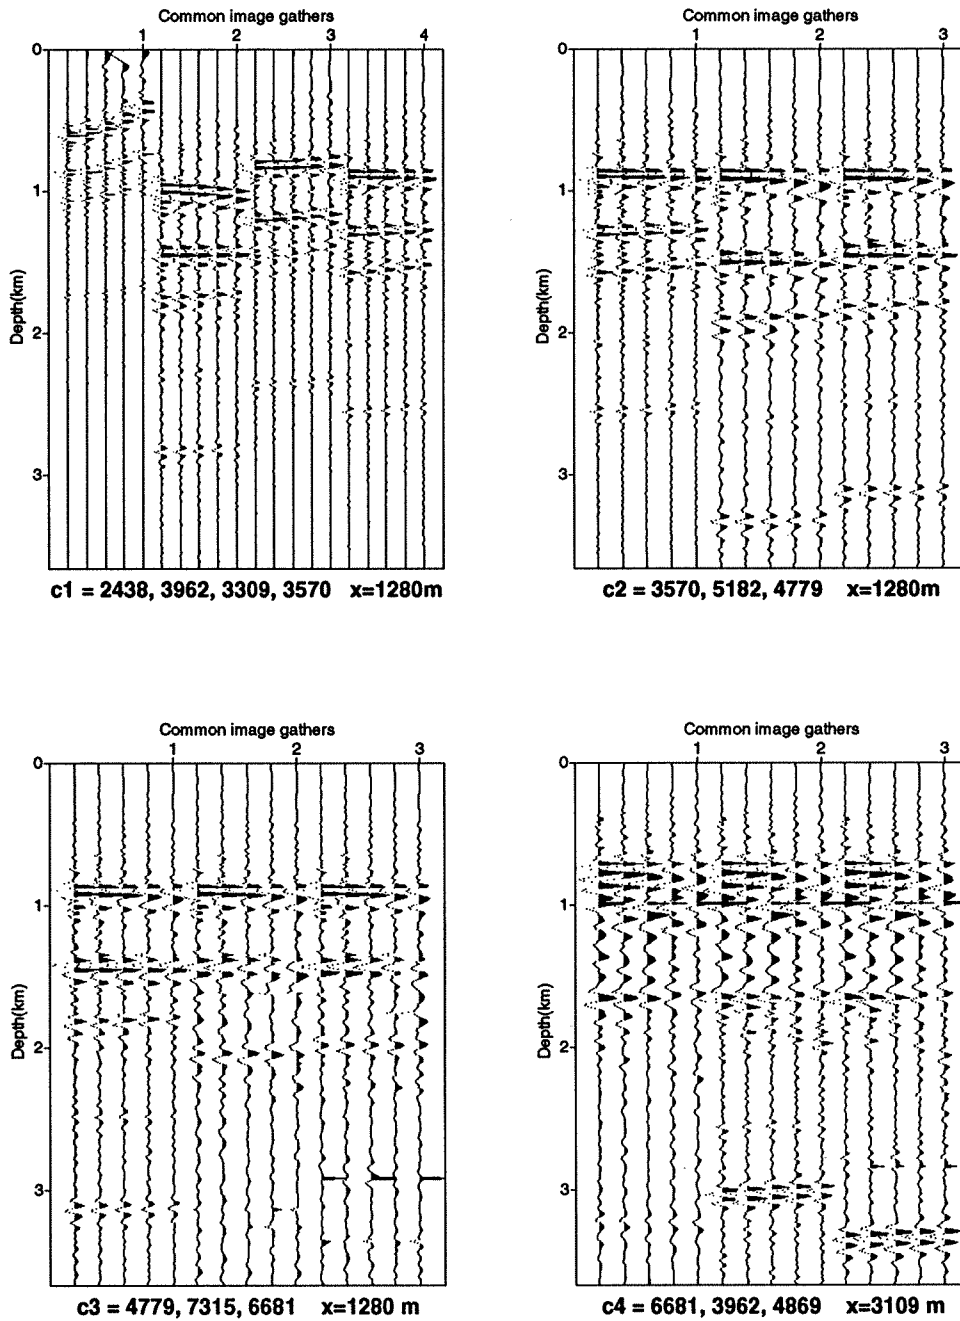 Common image gathers
1 2 3 4
0
1
2
3
Depth(km)
c1 = 2438, 3962, 3309, 3570 x=1280m
Common image gathers
1 2 3
0
1
2
3
Depth(km)
c2 = 3570, 5182, 4779 x=1280m
Common image gathers
1 2 3
0
1
2
3
Depth(km)
c3 = 4779, 7315, 6681 x=1280 m
Common image gathers
1 2 3
0
1
2
3
Depth(km)
c4 = 6681, 3962, 4869 x=3109 m